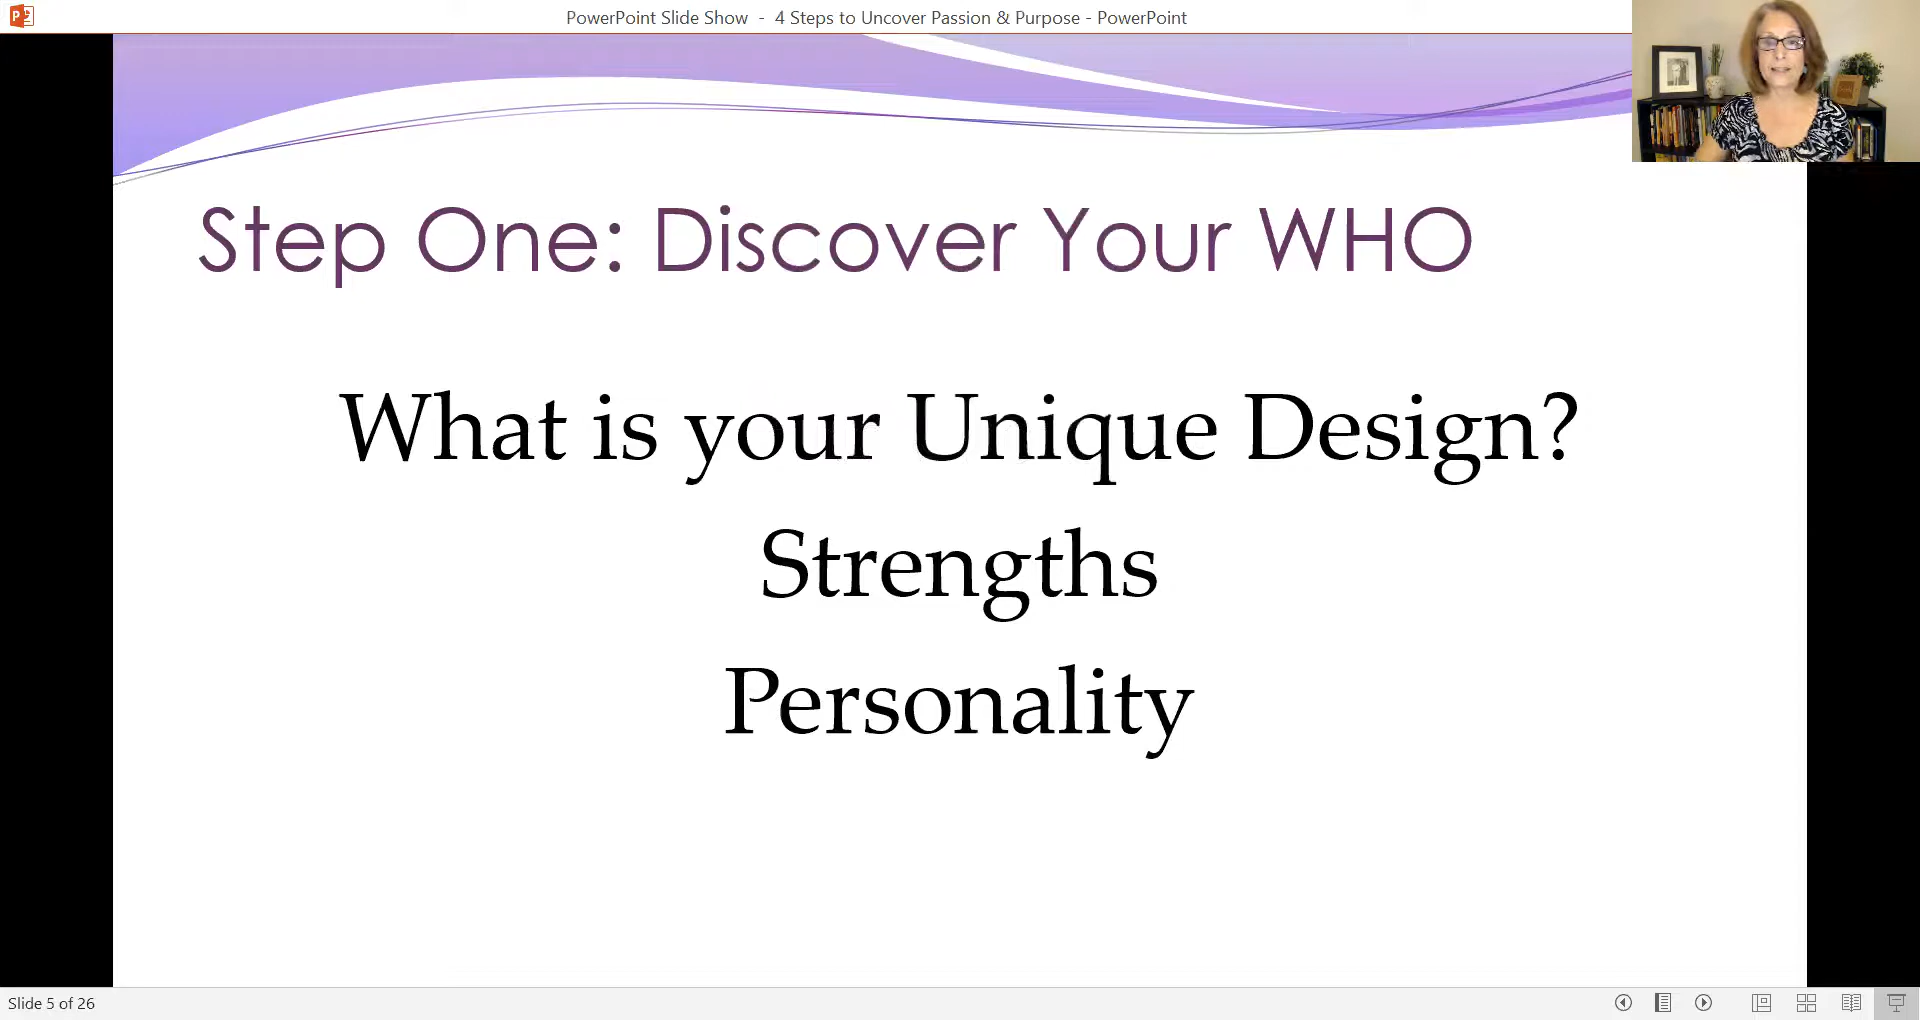 PowerPoint Slide Show - 4 Steps to Uncover Passion & Purpose - PowerPoint
Step One: Discover Your WHO
What is your Unique Design?
Strengths
Personality
Slide 5 of 26